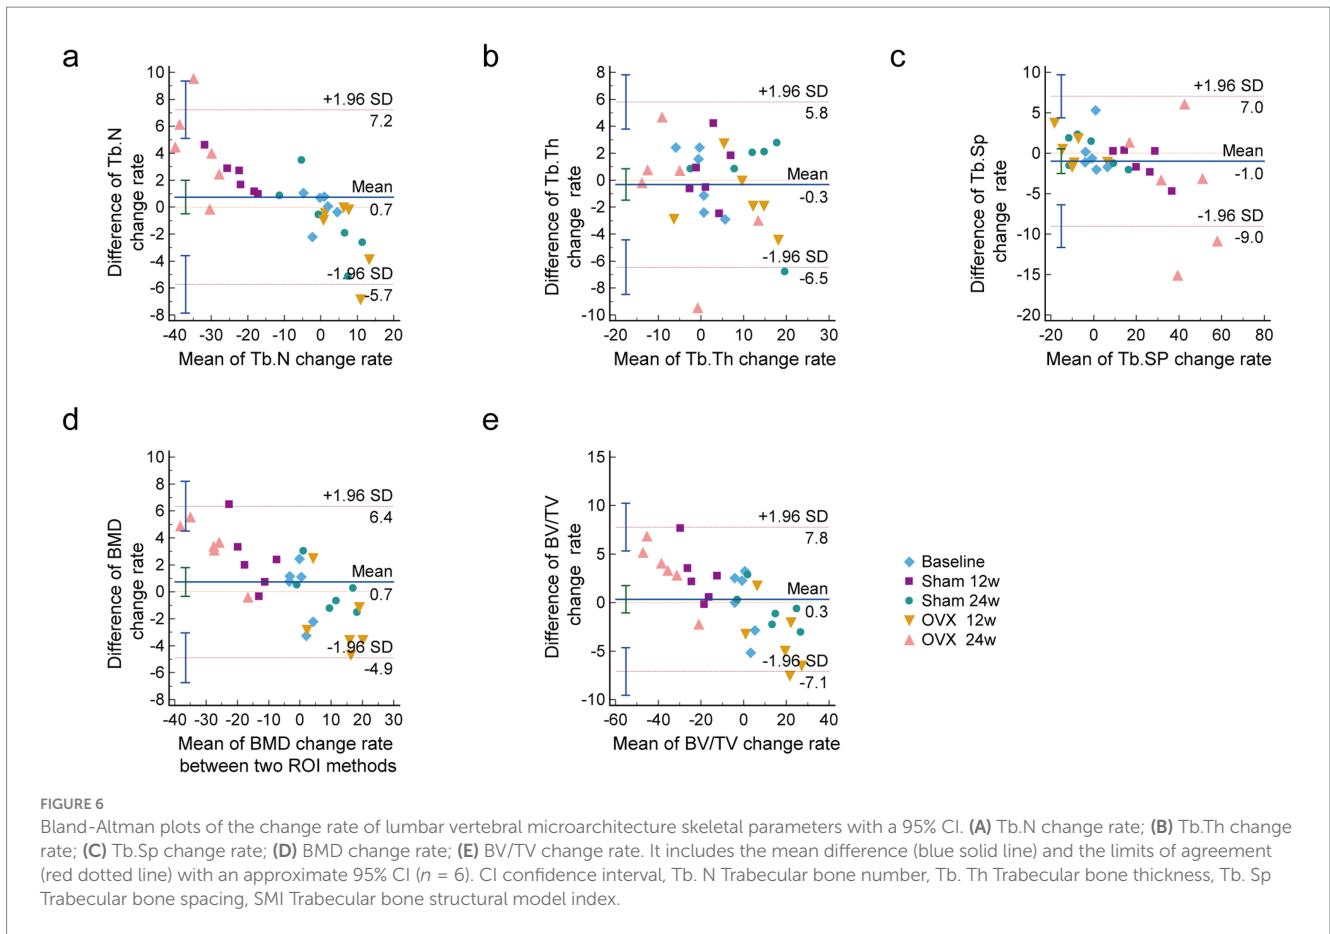 a
10
8
6
4
2
0
-2
-4
-6
-8
-40 -30 -20 -10 0 10 20
Difference of Tb.N
change rate
+1.96 SD
7.2
Mean
0.7
-1.96 SD
-5.7
Mean of Tb.N change rate
b
8
6
4
2
0
-2
-4
-6
-8
-10
-20 -10 0 10 20 30
Difference of Tb.Th
change rate
+1.96 SD
5.8
Mean
-0.3
-1.96 SD
-6.5
Mean of Tb.Th change rate
c
10
5
0
-5
-10
-15
-20
-20 0 20 40 60 80
Difference of Tb.Sp
change rate
+1.96 SD
7.0
Mean
-1.0
-1.96 SD
-9.0
Mean of Tb.SP change rate
d
10
8
6
4
2
0
-2
-4
-6
-8
-40 -30 -20 -10 0 10 20 30
Difference of BMD
change rate
+1.96 SD
6.4
Mean
0.7
-1.96 SD
-4.9
Mean of BMD change rate
between two ROI methods
e
15
10
5
0
-5
-10
-60 -40 -20 0 20 40
Difference of BV/TV
change rate
+1.96 SD
7.8
Mean
0.3
-1.96 SD
-7.1
Mean of BV/TV change rate
Baseline
Sham 12w
Sham 24w
OVX 12w
OVX 24w
FIGURE 6
Bland-Altman plots of the change rate of lumbar vertebral microarchitecture skeletal parameters with a 95% CI. (A) Tb.N change rate; (B) Tb.Th change
rate; (C) Tb.Sp change rate; (D) BMD change rate; (E) BV/TV change rate. It includes the mean difference (blue solid line) and the limits of agreement
(red dotted line) with an approximate 95% CI (n = 6). CI confidence interval, Tb. N Trabecular bone number, Tb. Th Trabecular bone thickness, Tb. Sp
Trabecular bone spacing, SMI Trabecular bone structural model index.